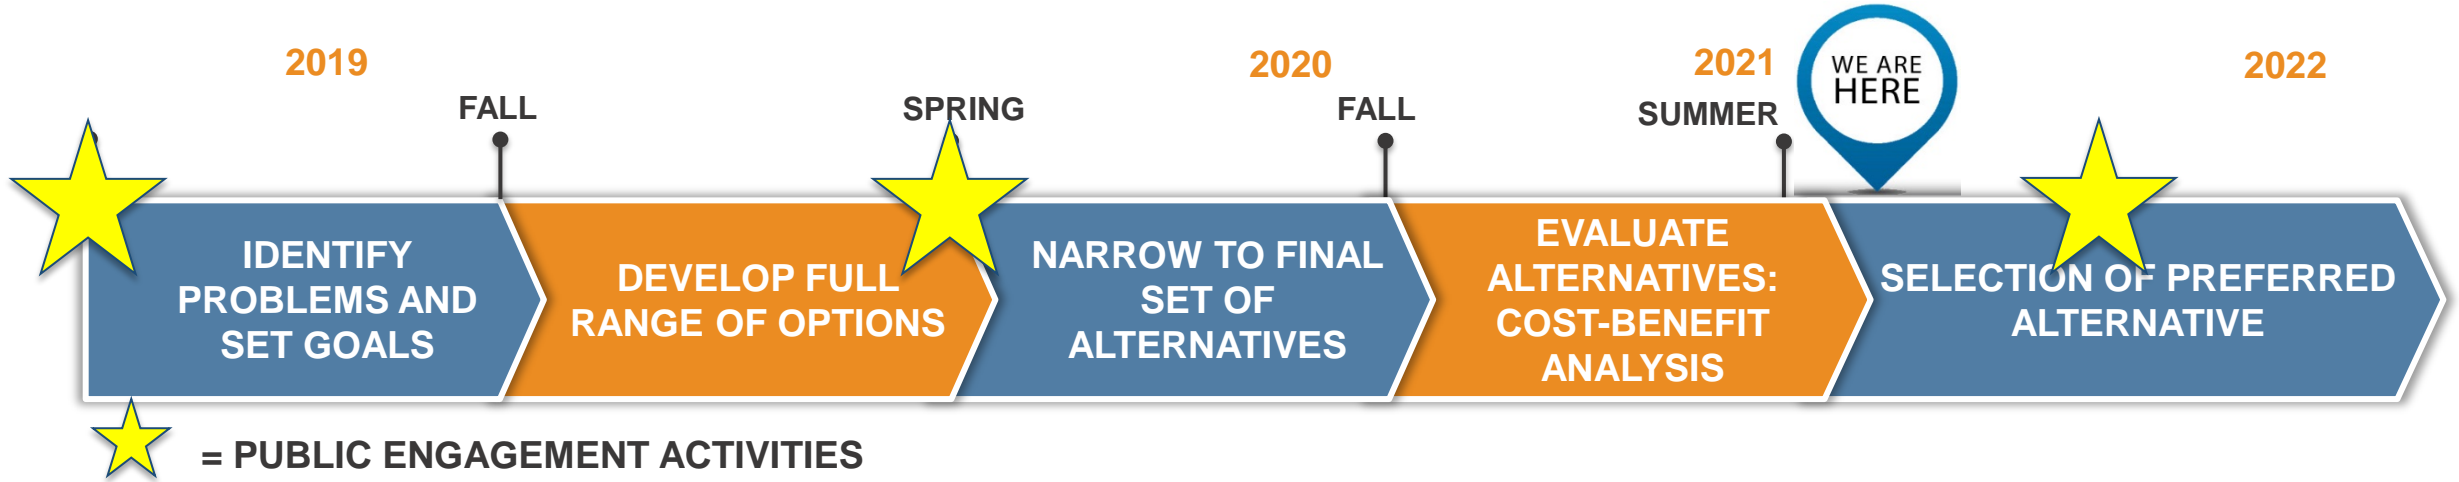 2019
2020
2021
2022
FALL
SPRING
FALL
SUMMER
WE ARE
HERE
IDENTIFY
PROBLEMS AND
SET GOALS
DEVELOP FULL
RANGE OF OPTIONS
NARROW TO FINAL
SET OF
ALTERNATIVES
EVALUATE
ALTERNATIVES:
COST-BENEFIT
ANALYSIS
SELECTION OF PREFERRED
ALTERNATIVE
= PUBLIC ENGAGEMENT ACTIVITIES